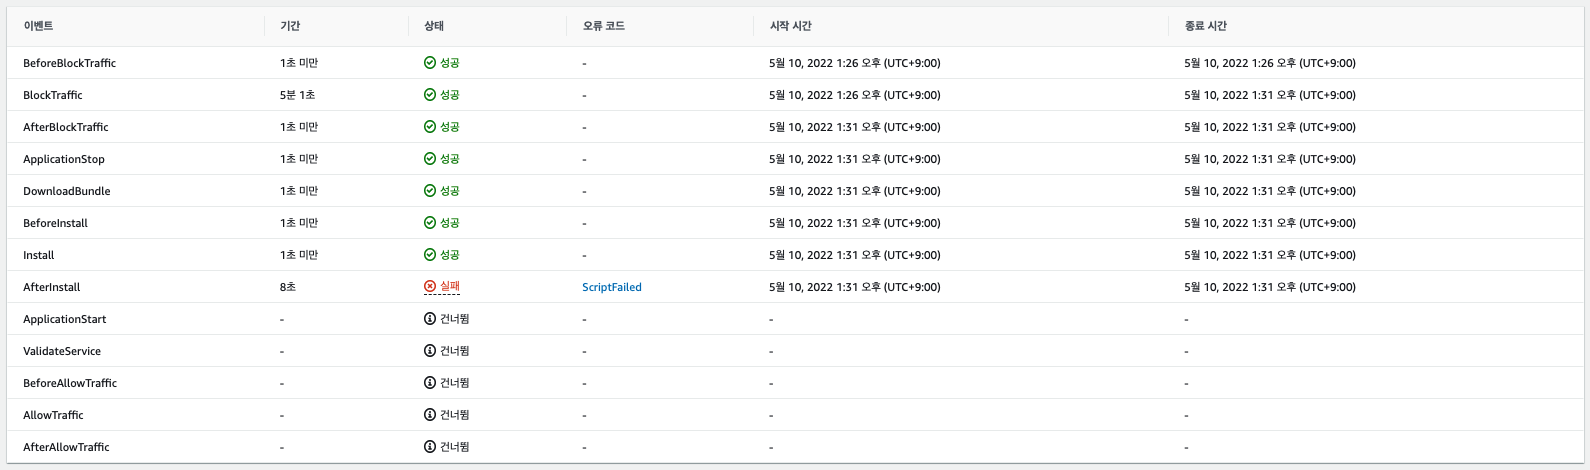 이벤트 기간 상태 오류 코드 시작 시간 종료 시간
BeforeBlockTraffic 1초 미만 성공 - 5월 10, 2022 1:26 오후 (UTC+9:00) 5월 10, 2022 1:26 오후 (UTC+9:00)
BlockTraffic 5분 1초 성공 - 5월 10, 2022 1:26 오후 (UTC+9:00) 5월 10, 2022 1:31 오후 (UTC+9:00)
AfterBlockTraffic 1초 미만 성공 - 5월 10, 2022 1:31 오후 (UTC+9:00) 5월 10, 2022 1:31 오후 (UTC+9:00)
ApplicationStop 1초 미만 성공 - 5월 10, 2022 1:31 오후 (UTC+9:00) 5월 10, 2022 1:31 오후 (UTC+9:00)
DownloadBundle 1초 미만 성공 - 5월 10, 2022 1:31 오후 (UTC+9:00) 5월 10, 2022 1:31 오후 (UTC+9:00)
BeforeInstall 1초 미만 성공 - 5월 10, 2022 1:31 오후 (UTC+9:00) 5월 10, 2022 1:31 오후 (UTC+9:00)
Install 1초 미만 성공 - 5월 10, 2022 1:31 오후 (UTC+9:00) 5월 10, 2022 1:31 오후 (UTC+9:00)
AfterInstall 8초 실패 ScriptFailed 5월 10, 2022 1:31 오후 (UTC+9:00) 5월 10, 2022 1:31 오후 (UTC+9:00)
ApplicationStart - 건너뜀 - - -
ValidateService - 건너뜀 - - -
BeforeAllowTraffic - 건너뜀 - - -
AllowTraffic - 건너뜀 - - -
AfterAllowTraffic - 건너뜀 - - -